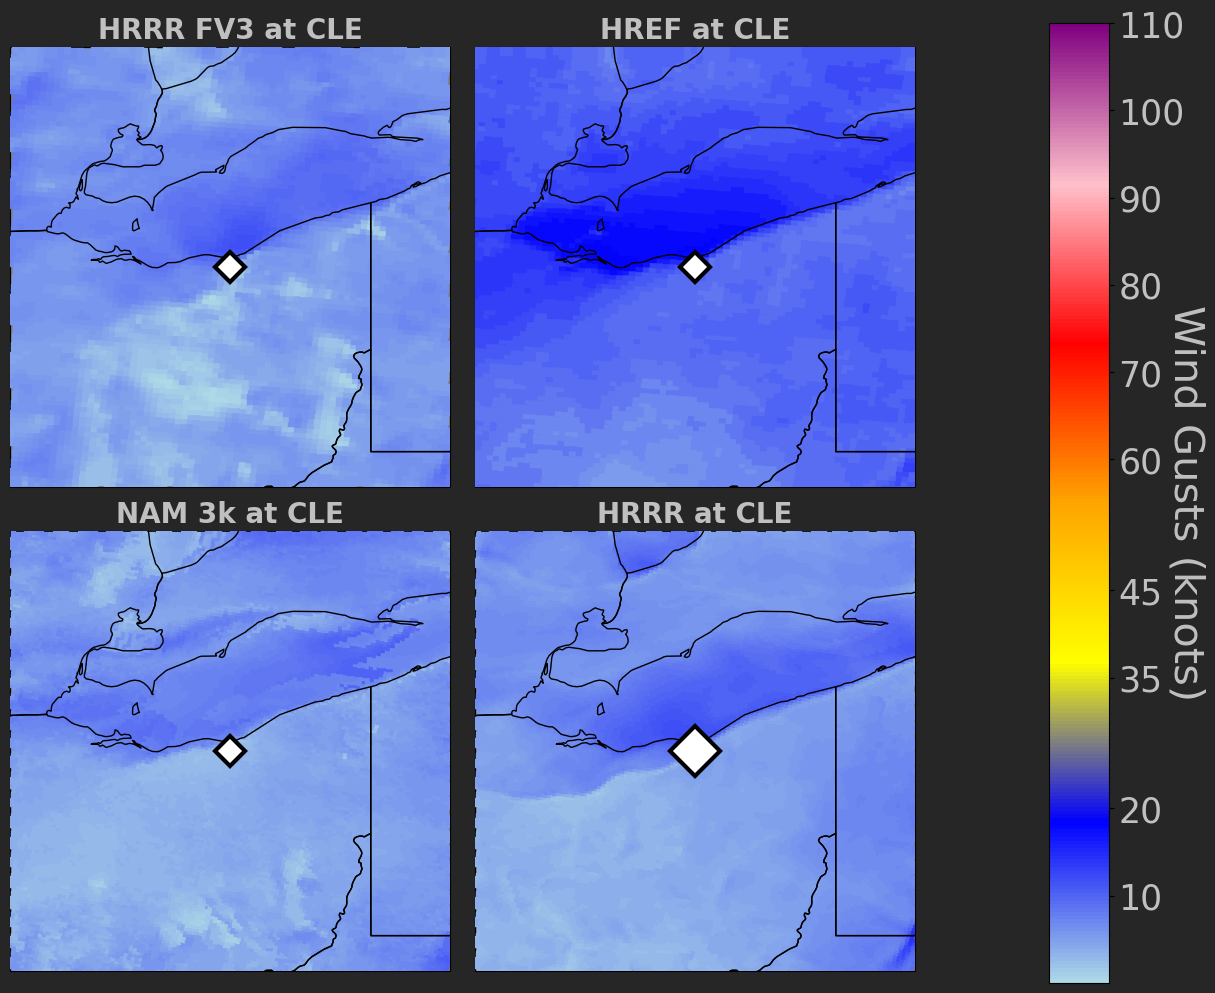 HRRR FV3 at CLE
HREF at CLE
NAM 3k at CLE
HRRR at CLE
110
100
90
80
70
60
45
35
20
10
Wind Gusts (knots)